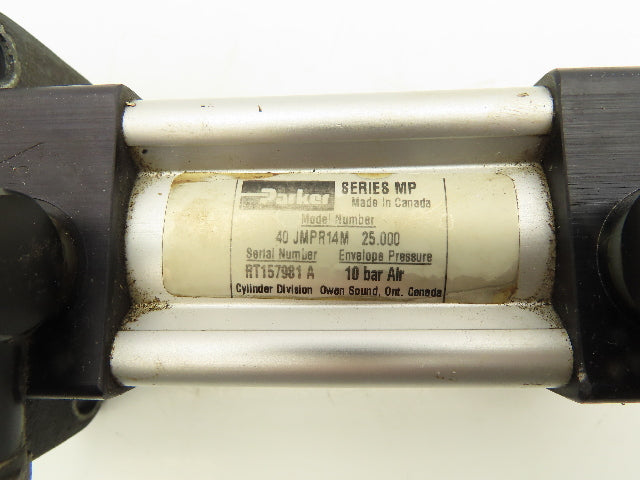 Parker SERIES MP
Made in Canada
Model Number
40 JMPR14M 25.000
Serial Number Envelope Pressure
RT157981 A 10 bar Air
Cylinder Division Owen Sound, Ont. Canada